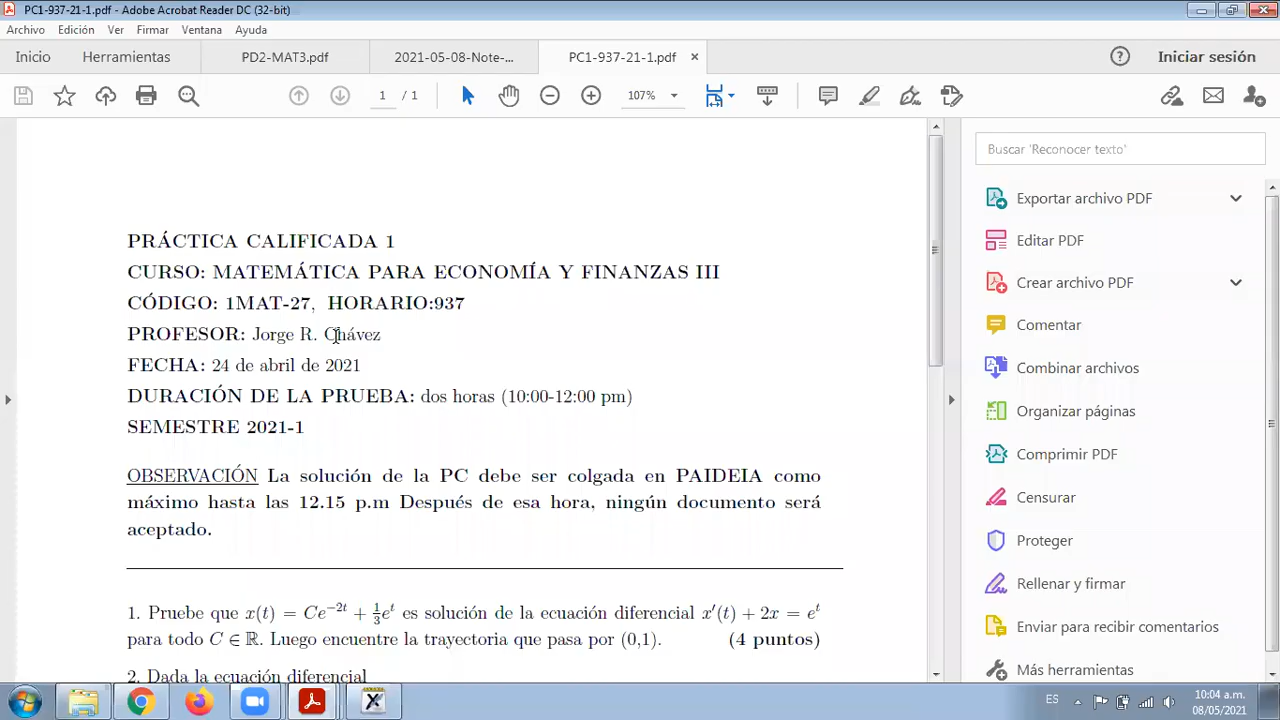 PC1-937-21-1.pdf - Adobe Acrobat Reader DC (32-bit)
Archivo Edición Ver Firmar Ventana Ayuda
Inicio Herramientas PD2-MAT3.pdf 2021-05-08-Note-... PC1-937-21-1.pdf × Iniciar sesión
1 / 1 107%
Buscar 'Reconocer texto'
Exportar archivo PDF
Editar PDF
Crear archivo PDF
Comentar
Combinar archivos
Organizar páginas
Comprimir PDF
Censurar
Proteger
Rellenar y firmar
Enviar para recibir comentarios
Más herramientas
PRÁCTICA CALIFICADA 1
CURSO: MATEMÁTICA PARA ECONOMÍA Y FINANZAS III
CÓDIGO: 1MAT-27, HORARIO:937
PROFESOR: Jorge R. Chávez
FECHA: 24 de abril de 2021
DURACIÓN DE LA PRUEBA: dos horas (10:00-12:00 pm)
SEMESTRE 2021-1
OBSERVACIÓN La solución de la PC debe ser colgada en PAIDEIA como
máximo hasta las 12.15 p.m Después de esa hora, ningún documento será
aceptado.
1. Pruebe que x(t) = Ce^{-2t} + 1/3 e^t es solución de la ecuación diferencial x′(t) + 2x = e^t
para todo C ∈ ℝ. Luego encuentre la trayectoria que pasa por (0,1). (4 puntos)
2. Dada la ecuación diferencial
ES 10:04 a.m.
08/05/2021